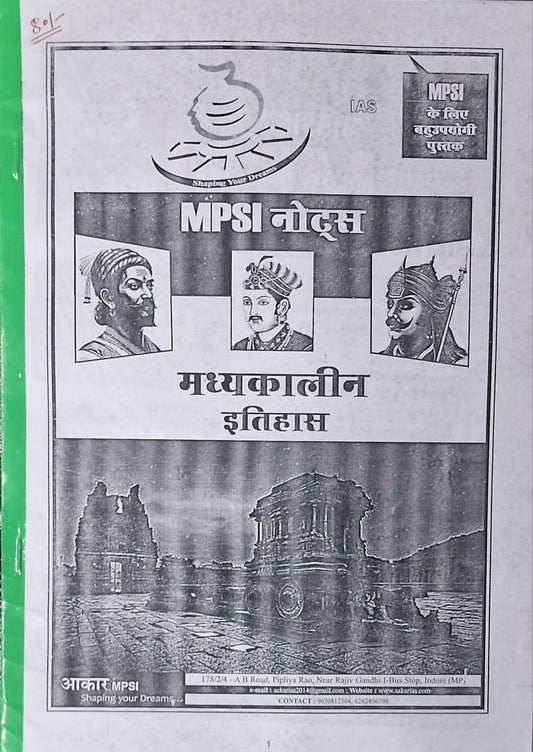 80/-
IAS
MPSI
के लिए
बहुउपयोगी
पुस्तक
Shaping Your Dreams
MPSI नोट्स
मध्यकालीन
इतिहास
आकार MPSI
Shaping your Dreams...
178/2/4 - A B Road, Pipliya Rao, Near Rajiv Gandhi I-Bus Stop, Indore (MP)
e-mail : aakarias2014@gmail.com ; Website : www.aakarias.com
CONTACT : 9630812304, 6262856798
1